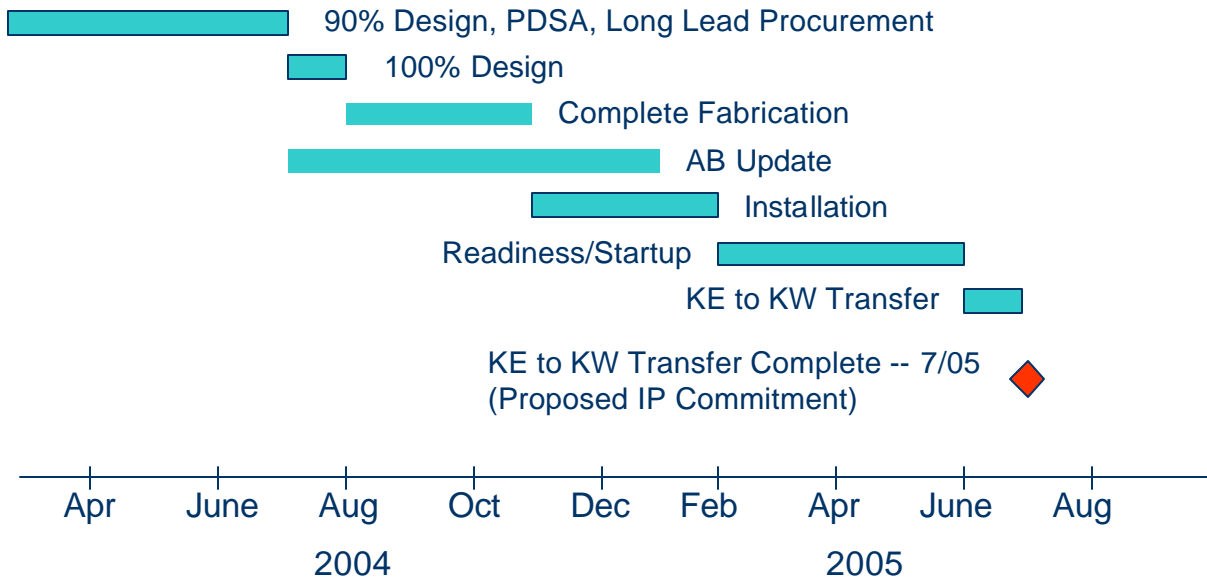 90% Design, PDSA, Long Lead Procurement
100% Design
Complete Fabrication
AB Update
Installation
Readiness/Startup
KE to KW Transfer
KE to KW Transfer Complete -- 7/05
(Proposed IP Commitment)
Apr June Aug Oct Dec Feb Apr June Aug
2004 2005